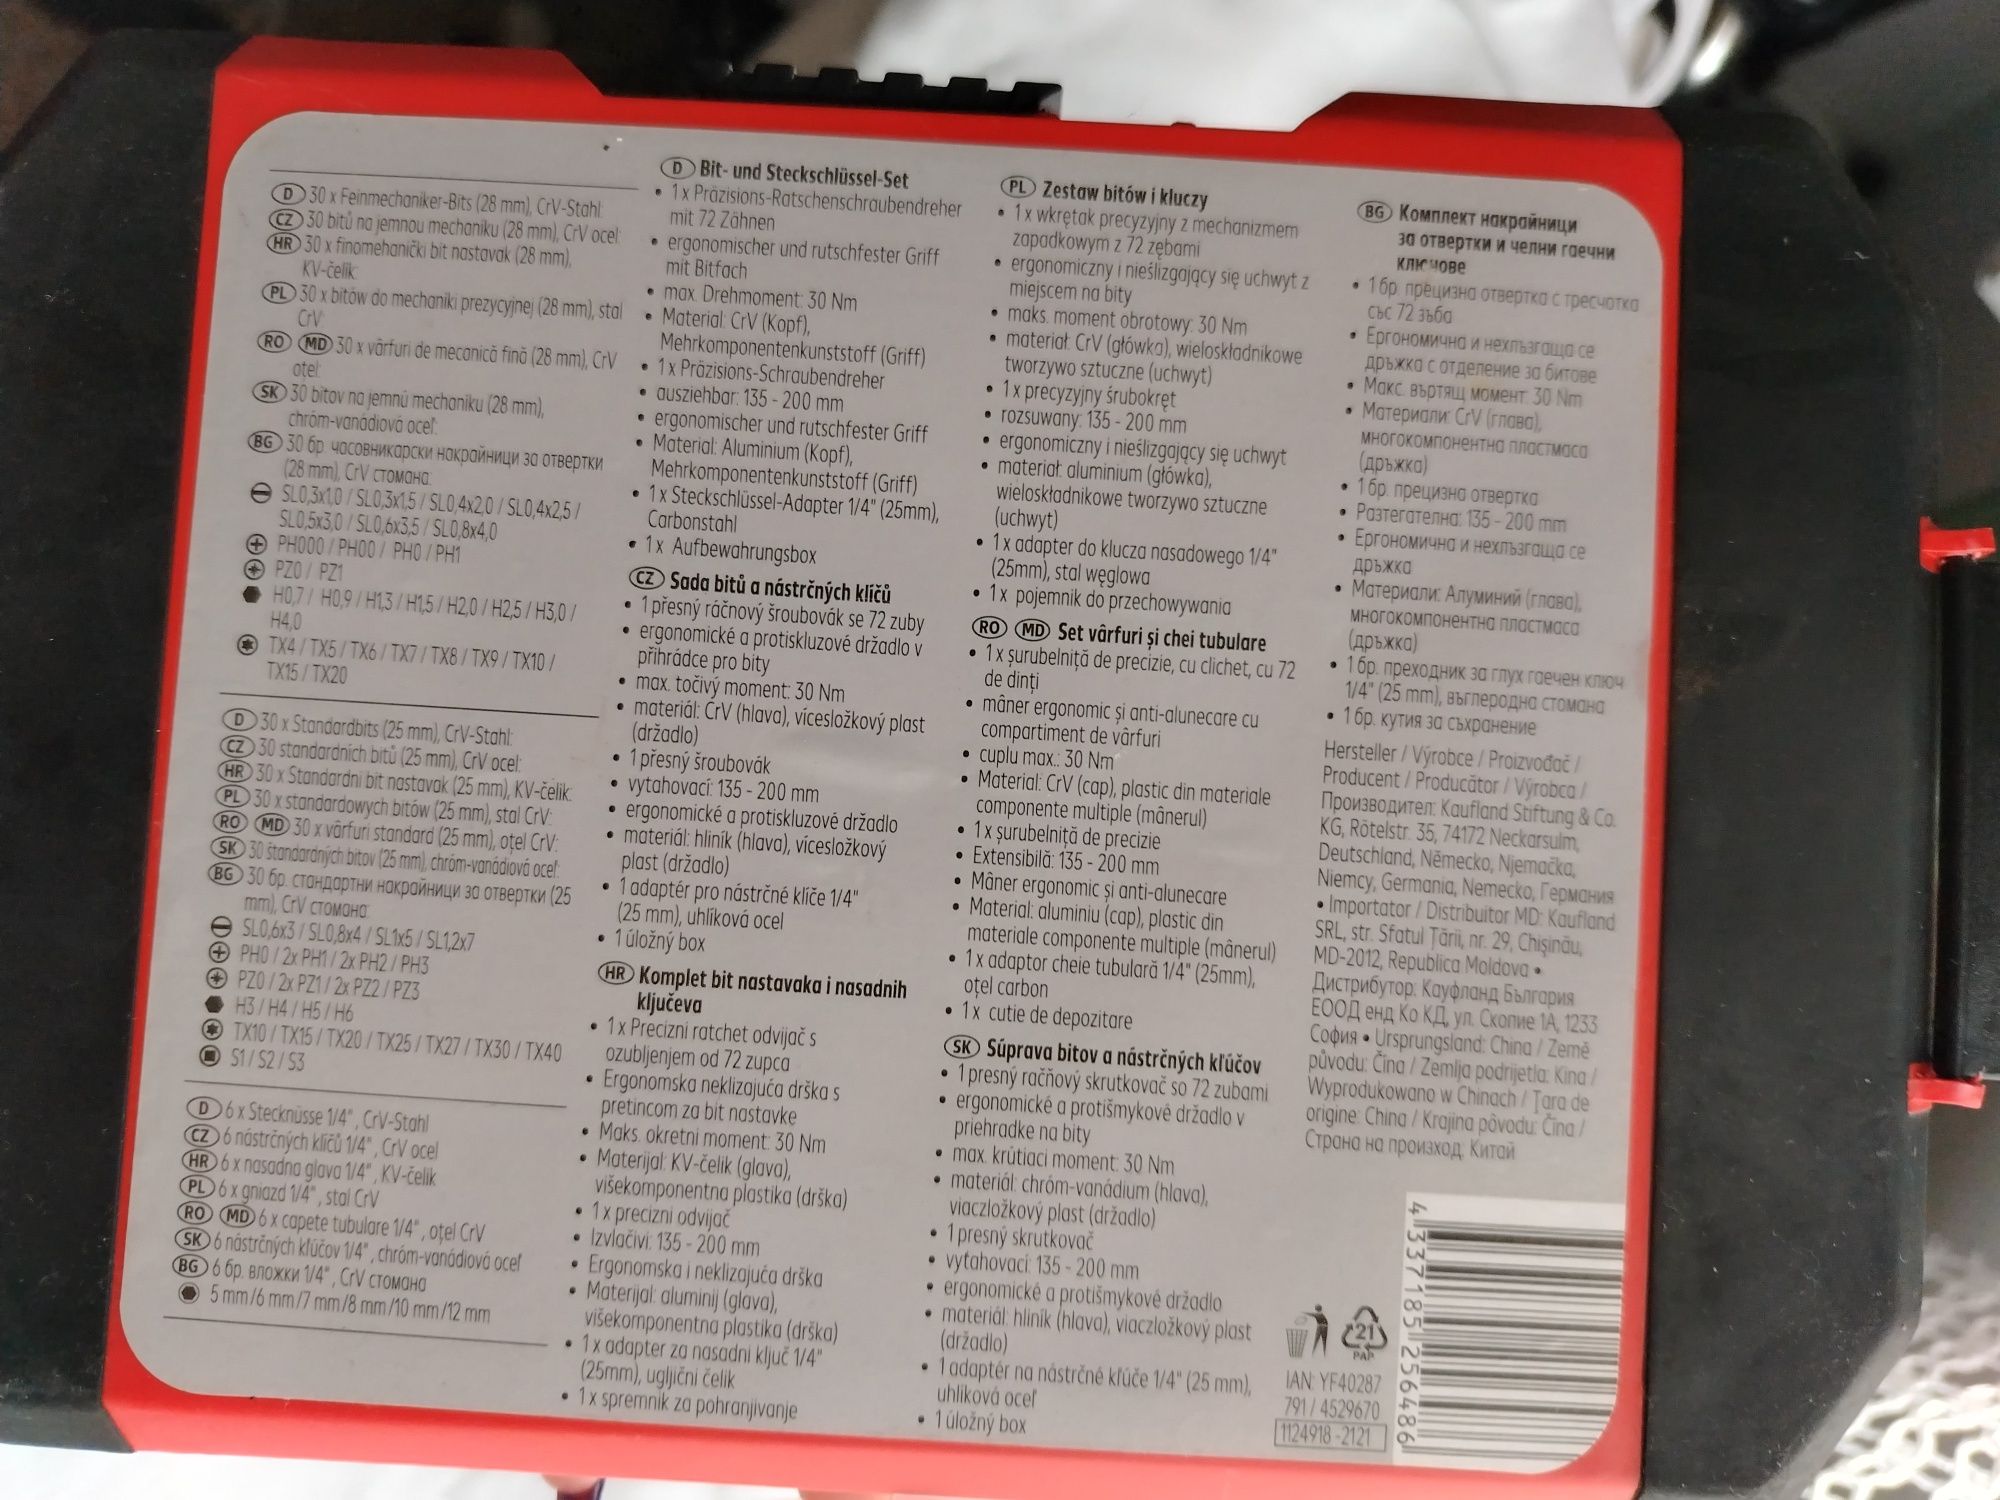 D 30 x Feinmechaniker-Bits (28 mm), CrV-Stahl:
CZ 30 bitů na jemnou mechaniku (28 mm), CrV ocel:
HR 30 x finomehanički bit nastavak (28 mm),
KV-čelik:
PL 30 x bitów do mechaniki prezycyjnej (28 mm), stal
CrV:
RO MD 30 x vârfuri de mecanică fină (28 mm), CrV
otel:
SK 30 bitov na jemnú mechaniku (28 mm),
chróm-vanádiová oceľ:
BG 30 бр. часовникарски накрайници за отвертки
(28 mm), CrV стомана:
SL0,3x1,0 / SL0,3x1,5 / SL0,4x2,0 / SL0,4x2,5 /
SL0,5x3,0 / SL0,6x3,5 / SL0,8x4,0
PH000 / PH00 / PH0 / PH1
PZ0 / PZ1
H0,7 / H0,9 / H1,3 / H1,5 / H2,0 / H2,5 / H3,0 /
H4,0
TX4 / TX5 / TX6 / TX7 / TX8 / TX9 / TX10 /
TX15 / TX20
D 30 x Standardbits (25 mm), CrV-Stahl:
CZ 30 standardních bitů (25 mm), CrV ocel:
HR 30 x Standardni bit nastavak (25 mm), KV-čelik:
PL 30 x standardowych bitów (25 mm), stal CrV:
RO MD 30 x vârfuri standard (25 mm), oțel CrV:
SK 30 štandardných bitov (25 mm), chróm-vanádiová oceľ:
BG 30 бр. стандартни накрайници за отвертки (25
mm), CrV стомана:
SL0,6x3 / SL0,8x4 / SL1x5 / SL1,2x7
PH0 / 2x PH1 / 2x PH2 / PH3
PZ0 / 2x PZ1 / 2x PZ2 / PZ3
H3 / H4 / H5 / H6
TX10 / TX15 / TX20 / TX25 / TX27 / TX30 / TX40
S1 / S2 / S3
D 6 x Stecknüsse 1/4", CrV-Stahl
CZ 6 nástrčných klíčů 1/4", CrV ocel
HR 6 x nasadna glava 1/4", KV-čelik
PL 6 x gniazd 1/4", stal CrV
RO MD 6 x capete tubulare 1/4", oțel CrV
SK 6 nástrčných kľúčov 1/4", chróm-vanádiová oceľ
BG 6 бр. вложки 1/4", CrV стомана
5 mm/6 mm/7 mm/8 mm/10 mm/12 mm
D Bit- und Steckschlüssel-Set
• 1 x Präzisions-Ratschenschraubendreher
mit 72 Zähnen
• ergonomischer und rutschfester Griff
mit Bitfach
• max. Drehmoment: 30 Nm
• Material: CrV (Kopf),
Mehrkomponentenkunststoff (Griff)
• 1 x Präzisions-Schraubendreher
• ausziehbar: 135 - 200 mm
• ergonomischer und rutschfester Griff
• Material: Aluminium (Kopf),
Mehrkomponentenkunststoff (Griff)
• 1 x Steckschlüssel-Adapter 1/4" (25mm),
Carbonstahl
• 1 x Aufbewahrungsbox
CZ Sada bitů a nástrčných klíčů
• 1 přesný ráčnový šroubovák se 72 zuby
• ergonomické a protiskluzové držadlo v
přihrádce pro bity
• max. točivý moment: 30 Nm
• materiál: CrV (hlava), vícesložkový plast
(držadlo)
• 1 přesný šroubovák
• vytahovací: 135 - 200 mm
• ergonomické a protiskluzové držadlo
• materiál: hliník (hlava), vícesložkový
plast (držadlo)
• 1 adaptér pro nástrčné klíče 1/4"
(25 mm), uhlíková ocel
• 1 úložný box
HR Komplet bit nastavaka i nasadnih
ključeva
• 1 x Precizni ratchet odvijač s
ozubljenjem od 72 zupca
• Ergonomska neklizajuća drška s
pretincom za bit nastavke
• Maks. okretni moment: 30 Nm
• Materijal: KV-čelik (glava),
višekomponentna plastika (drška)
• 1 x precizni odvijač
• Izvlačivi: 135 - 200 mm
• Ergonomska i neklizajuća drška
• Materijal: aluminij (glava),
višekomponentna plastika (drška)
• 1 x adapter za nasadni ključ 1/4"
(25mm), ugljični čelik
• 1 x spremnik za pohranjivanje
PL Zestaw bitów i kluczy
• 1 x wkrętak precyzyjny z mechanizmem
zapadkowym z 72 zębami
• ergonomiczny i nieślizgający się uchwyt z
miejscem na bity
• maks. moment obrotowy: 30 Nm
• materiał: CrV (główka), wieloskładnikowe
tworzywo sztuczne (uchwyt)
• 1 x precyzyjny śrubokręt
• rozsuwany: 135 - 200 mm
• ergonomiczny i nieślizgający się uchwyt
• materiał: aluminium (główka),
wieloskładnikowe tworzywo sztuczne
(uchwyt)
• 1 x adapter do klucza nasadowego 1/4"
(25mm), stal węglowa
• 1 x pojemnik do przechowywania
RO MD Set vârfuri și chei tubulare
• 1 x șurubelniță de precizie, cu clichet, cu 72
de dinți
• mâner ergonomic și anti-alunecare cu
compartiment de vârfuri
• cuplu max.: 30 Nm
• Material: CrV (cap), plastic din materiale
componente multiple (mânerul)
• 1 x șurubelniță de precizie
• Extensibilă: 135 - 200 mm
• Mâner ergonomic și anti-alunecare
• Material: aluminiu (cap), plastic din
materiale componente multiple (mânerul)
• 1 x adaptor cheie tubulară 1/4" (25mm),
oțel carbon
• 1 x cutie de depozitare
SK Súprava bitov a nástrčných kľúčov
• 1 presný račňový skrutkovač so 72 zubami
• ergonomické a protišmykové držadlo v
priehradke na bity
• max. krútiaci moment: 30 Nm
• materiál: chróm-vanádium (hlava),
viaczložkový plast (držadlo)
• 1 presný skrutkovač
• vyťahovací: 135 - 200 mm
• ergonomické a protišmykové držadlo
• materiál: hliník (hlava), viaczložkový plast
(držadlo)
• 1 adaptér na nástrčné kľúče 1/4" (25 mm),
uhlíková oceľ
• 1 úložný box
BG Комплект накрайници
за отвертки и челни гаечни
ключове
• 1 бр. прецизна отвертка с тресчотка
със 72 зъба
• Ергономична и нехлъзгаща се
дръжка с отделение за битове
• Макс. въртящ момент: 30 Nm
• Материали: CrV (глава),
многокомпонентна пластмаса
(дръжка)
• 1 бр. прецизна отвертка
• Разтегателна: 135 - 200 mm
• Ергономична и нехлъзгаща се
дръжка
• Материали: Алуминий (глава),
многокомпонентна пластмаса
(дръжка)
• 1 бр. преходник за глух гаечен ключ
1/4" (25 mm), въглеродна стомана
• 1 бр. кутия за съхранение
Hersteller / Výrobce / Proizvođač /
Producent / Producător / Výrobca /
Производител: Kaufland Stiftung & Co.
KG, Rötelstr. 35, 74172 Neckarsulm,
Deutschland, Německo, Njemačka,
Niemcy, Germania, Nemecko, Германия
• Importator / Distribuitor MD: Kaufland
SRL, str. Sfatul Țării, nr. 29, Chișinău,
MD-2012, Republica Moldova •
Дистрибутор: Кауфланд България
ЕООД енд Ко КД, ул. Скопие 1А, 1233
София • Ursprungsland: China / Země
původu: Čína / Zemlja podrijetla: Kina /
Wyprodukowano w Chinach / Țara de
origine: China / Krajina pôvodu: Čína /
Страна на произход: Китай
21
PAP
IAN: YF40287
791 / 4529670
1124918 -2121
4 337185 256486